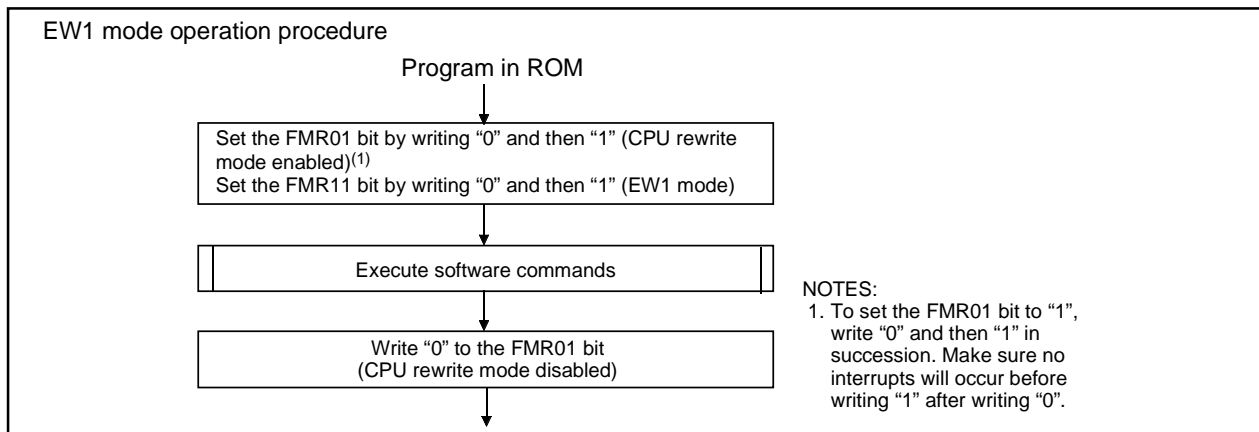 EW1 mode operation procedure
Program in ROM
Set the FMR01 bit by writing “0” and then “1” (CPU rewrite
mode enabled)(1)
Set the FMR11 bit by writing “0” and then “1” (EW1 mode)
Execute software commands
Write “0” to the FMR01 bit
(CPU rewrite mode disabled)
NOTES:
1. To set the FMR01 bit to “1”,
write “0” and then “1” in
succession. Make sure no
interrupts will occur before
writing “1” after writing “0”.